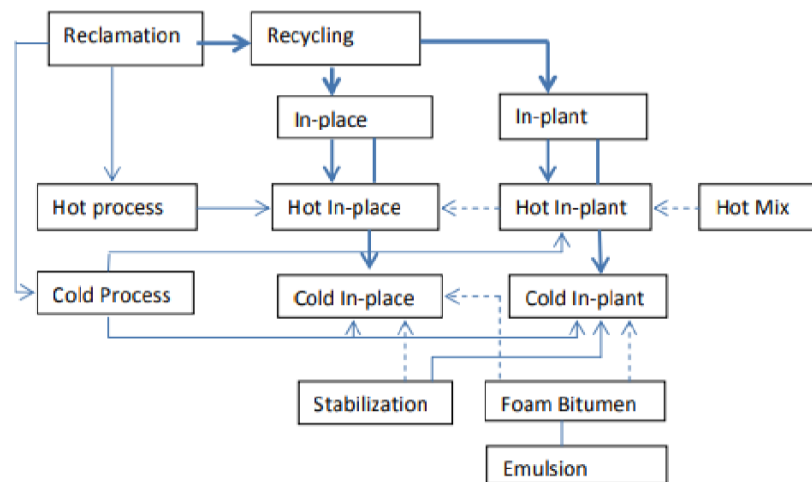 Reclamation
Recycling
In-place
In-plant
Hot process
Hot In-place
Hot In-plant
Hot Mix
Cold Process
Cold In-place
Cold In-plant
Stabilization
Foam Bitumen
Emulsion